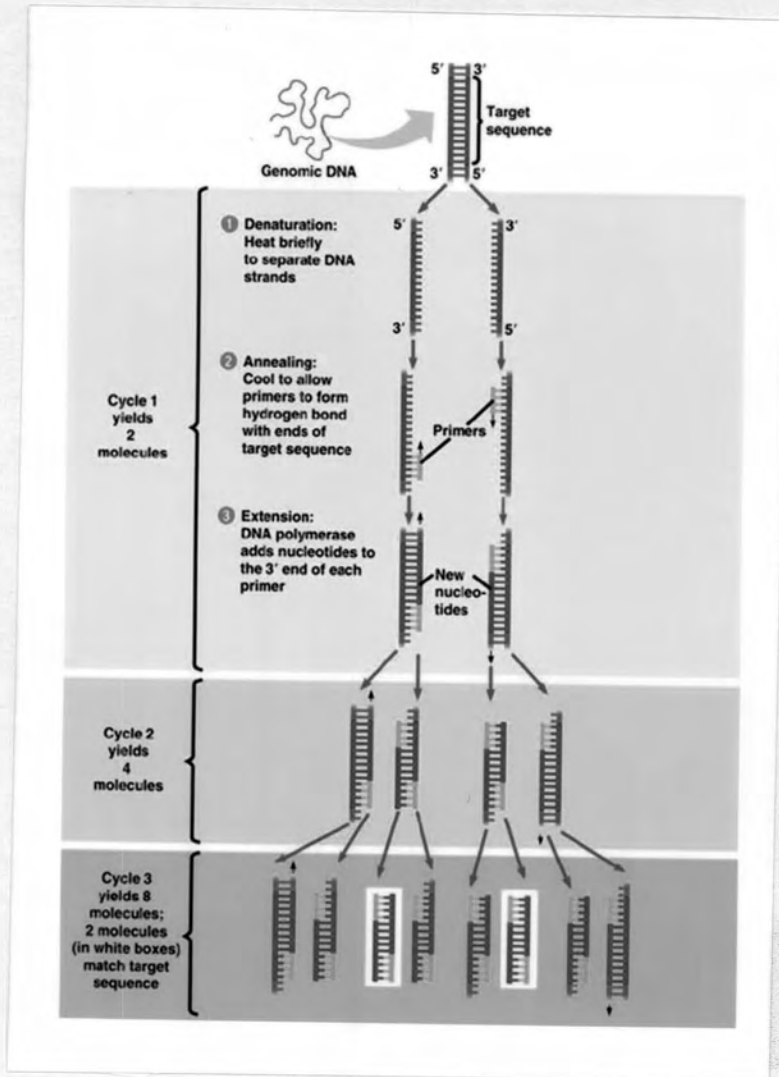 5′ 3′
Target
sequence
Genomic DNA
3′ 5′
1 Denaturation:
Heat briefly
to separate DNA
strands
5′ 3′
3′ 5′
2 Annealing:
Cool to allow
primers to form
hydrogen bond
with ends of
target sequence
Primers
Cycle 1
yields
2
molecules
3 Extension:
DNA polymerase
adds nucleotides to
the 3′ end of each
primer
New
nucleo-
tides
Cycle 2
yields
4
molecules
Cycle 3
yields 8
molecules;
2 molecules
(in white boxes)
match target
sequence